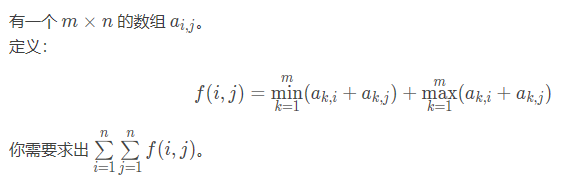 有一个 m × n 的数组 a_{i,j}。
定义：
f(i, j) = min_{k=1}^{m}(a_{k,i} + a_{k,j}) + max_{k=1}^{m}(a_{k,i} + a_{k,j})
你需要求出 ∑_{i=1}^{n} ∑_{j=1}^{n} f(i, j)。